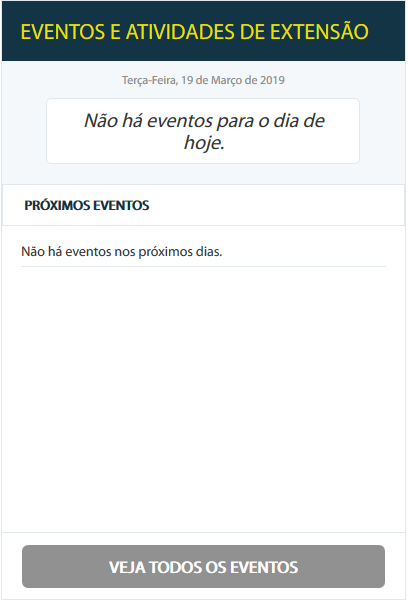 EVENTOS E ATIVIDADES DE EXTENSÃO
Terça-Feira, 19 de Março de 2019
Não há eventos para o dia de
hoje.
PRÓXIMOS EVENTOS
Não há eventos nos próximos dias.
VEJA TODOS OS EVENTOS